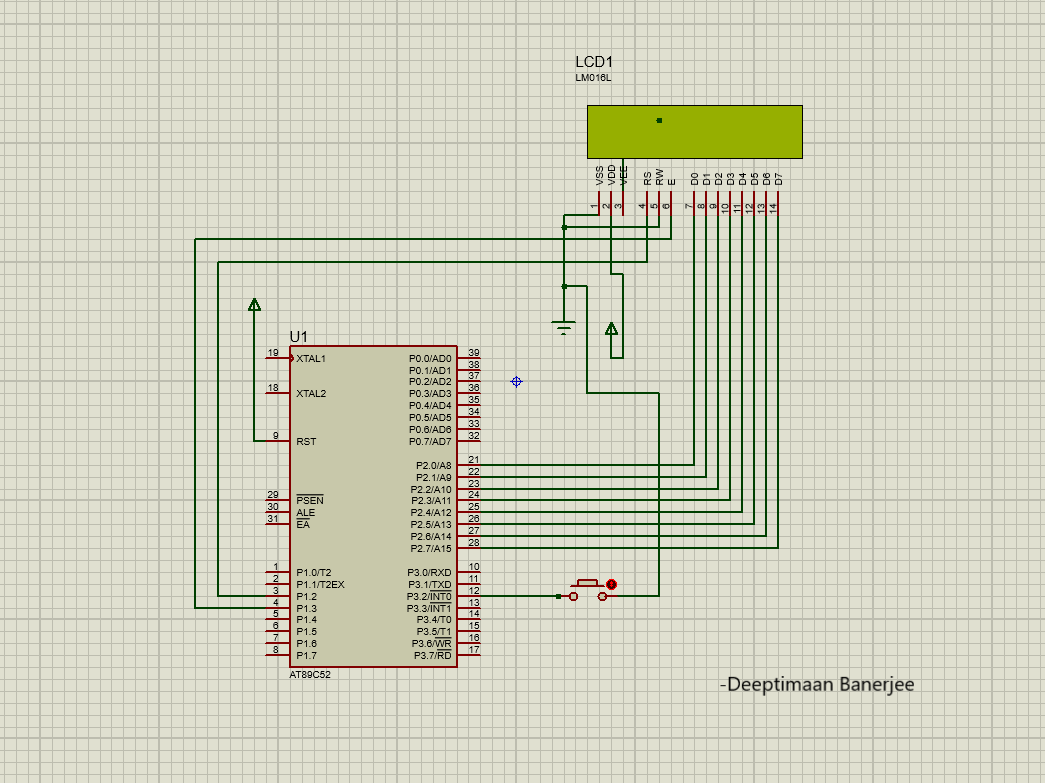 LCD1
LM016L
VSS
VDD
VEE
RS
RW
E
D0
D1
D2
D3
D4
D5
D6
D7
1
2
3
4
5
6
7
8
9
10
11
12
13
14
U1
19 XTAL1 P0.0/AD0 39
P0.1/AD1 38
P0.2/AD2 37
18 XTAL2 P0.3/AD3 36
P0.4/AD4 35
P0.5/AD5 34
P0.6/AD6 33
9 RST P0.7/AD7 32
P2.0/A8 21
P2.1/A9 22
P2.2/A10 23
29 PSEN P2.3/A11 24
30 ALE P2.4/A12 25
31 EA P2.5/A13 26
P2.6/A14 27
P2.7/A15 28
1 P1.0/T2 P3.0/RXD 10
2 P1.1/T2EX P3.1/TXD 11
3 P1.2 P3.2/INT0 12
4 P1.3 P3.3/INT1 13
5 P1.4 P3.4/T0 14
6 P1.5 P3.5/T1 15
7 P1.6 P3.6/WR 16
8 P1.7 P3.7/RD 17
AT89C52
-Deeptimaan Banerjee